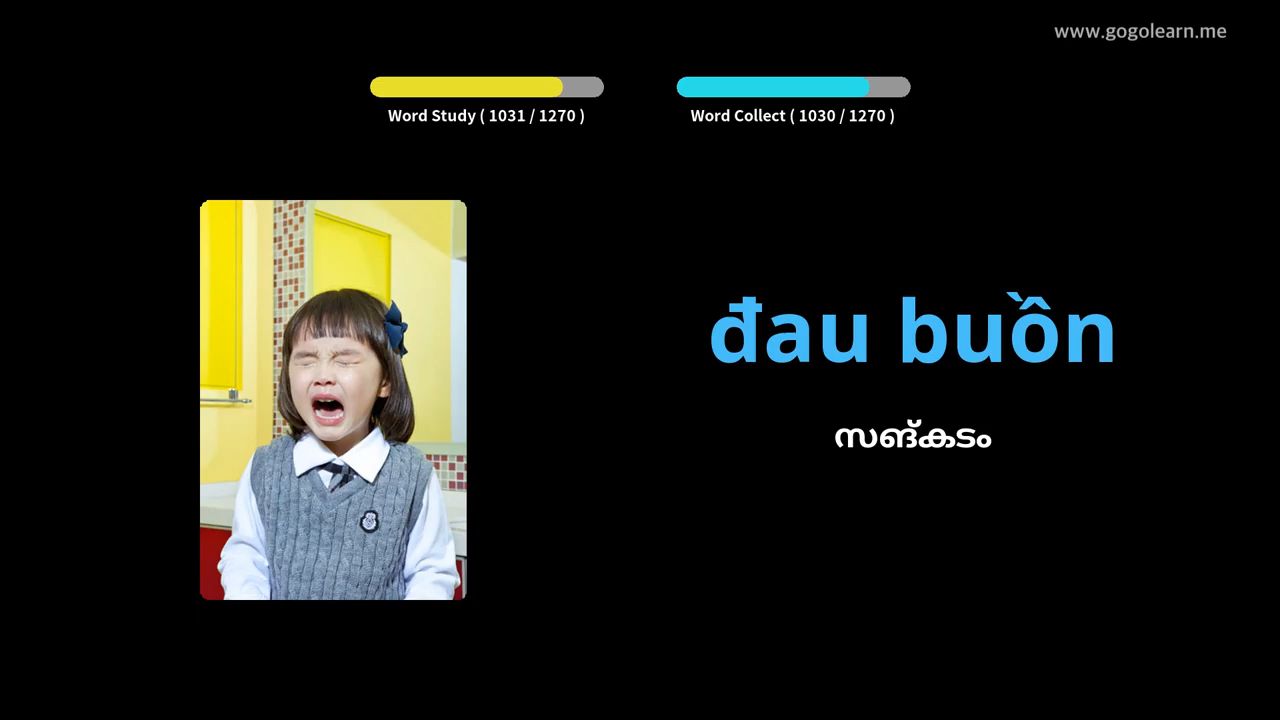 www.gogolearn.me
Word Study ( 1031 / 1270 )
Word Collect ( 1030 / 1270 )
đau buồn
സങ്കടം